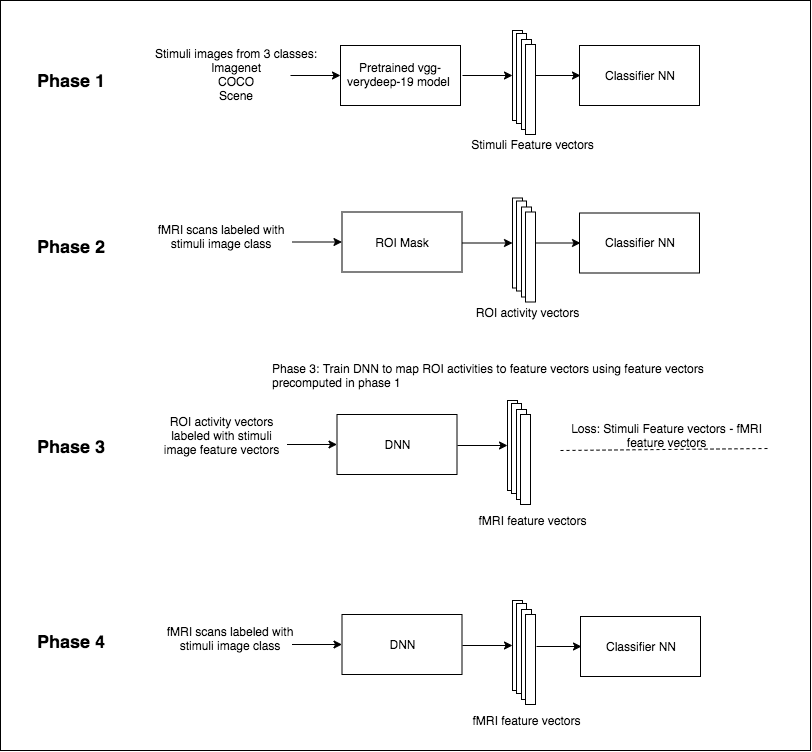 Phase 1
Stimuli images from 3 classes:
Imagenet
COCO
Scene
Pretrained vgg-
verydeep-19 model
Classifier NN
Stimuli Feature vectors
Phase 2
fMRI scans labeled with
stimuli image class
ROI Mask
Classifier NN
ROI activity vectors
Phase 3: Train DNN to map ROI activities to feature vectors using feature vectors
precomputed in phase 1
Phase 3
ROI activity vectors
labeled with stimuli
image feature vectors
DNN
Loss: Stimuli Feature vectors - fMRI
feature vectors
fMRI feature vectors
Phase 4
fMRI scans labeled with
stimuli image class
DNN
Classifier NN
fMRI feature vectors